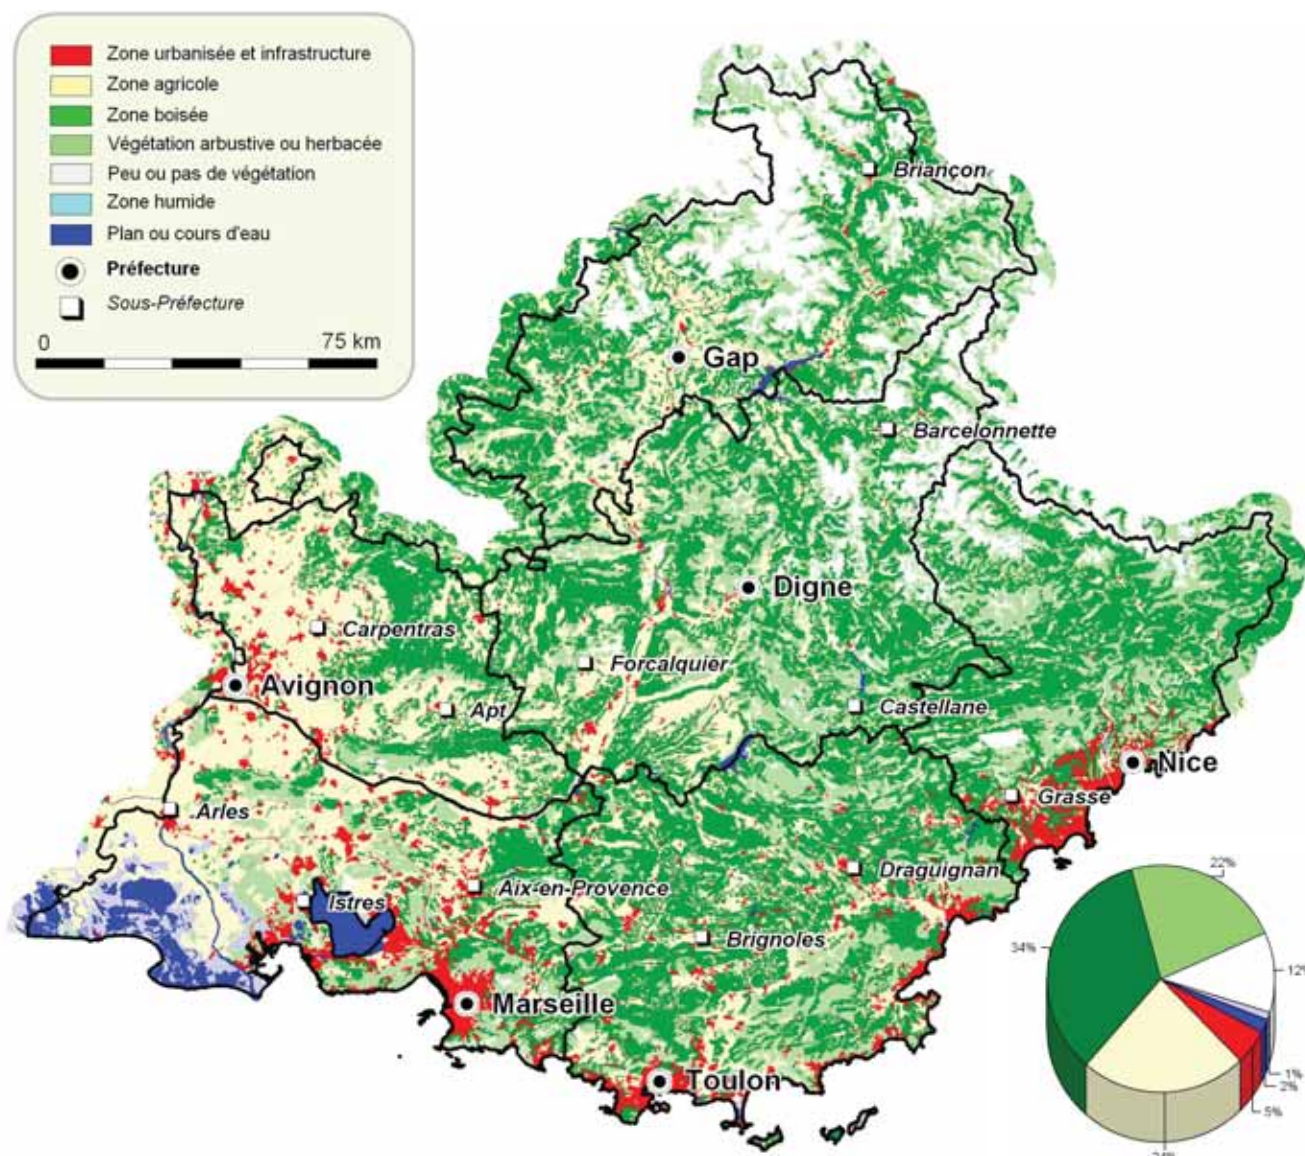 Zone urbanisée et infrastructure
Zone agricole
Zone boisée
Végétation arbustive ou herbacée
Peu ou pas de végétation
Zone humide
Plan ou cours d'eau
Préfecture
Sous-Préfecture
0 75 km
Briançon
Gap
Barcelonnette
Digne
Carpentras
Forcalquier
Avignon
Apt
Castellane
Nice
Grasse
Arles
Draguignan
Aix-en-Provence
Istres
Brignoles
Marseille
Toulon
22%
34%
12%
1%
2%
5%